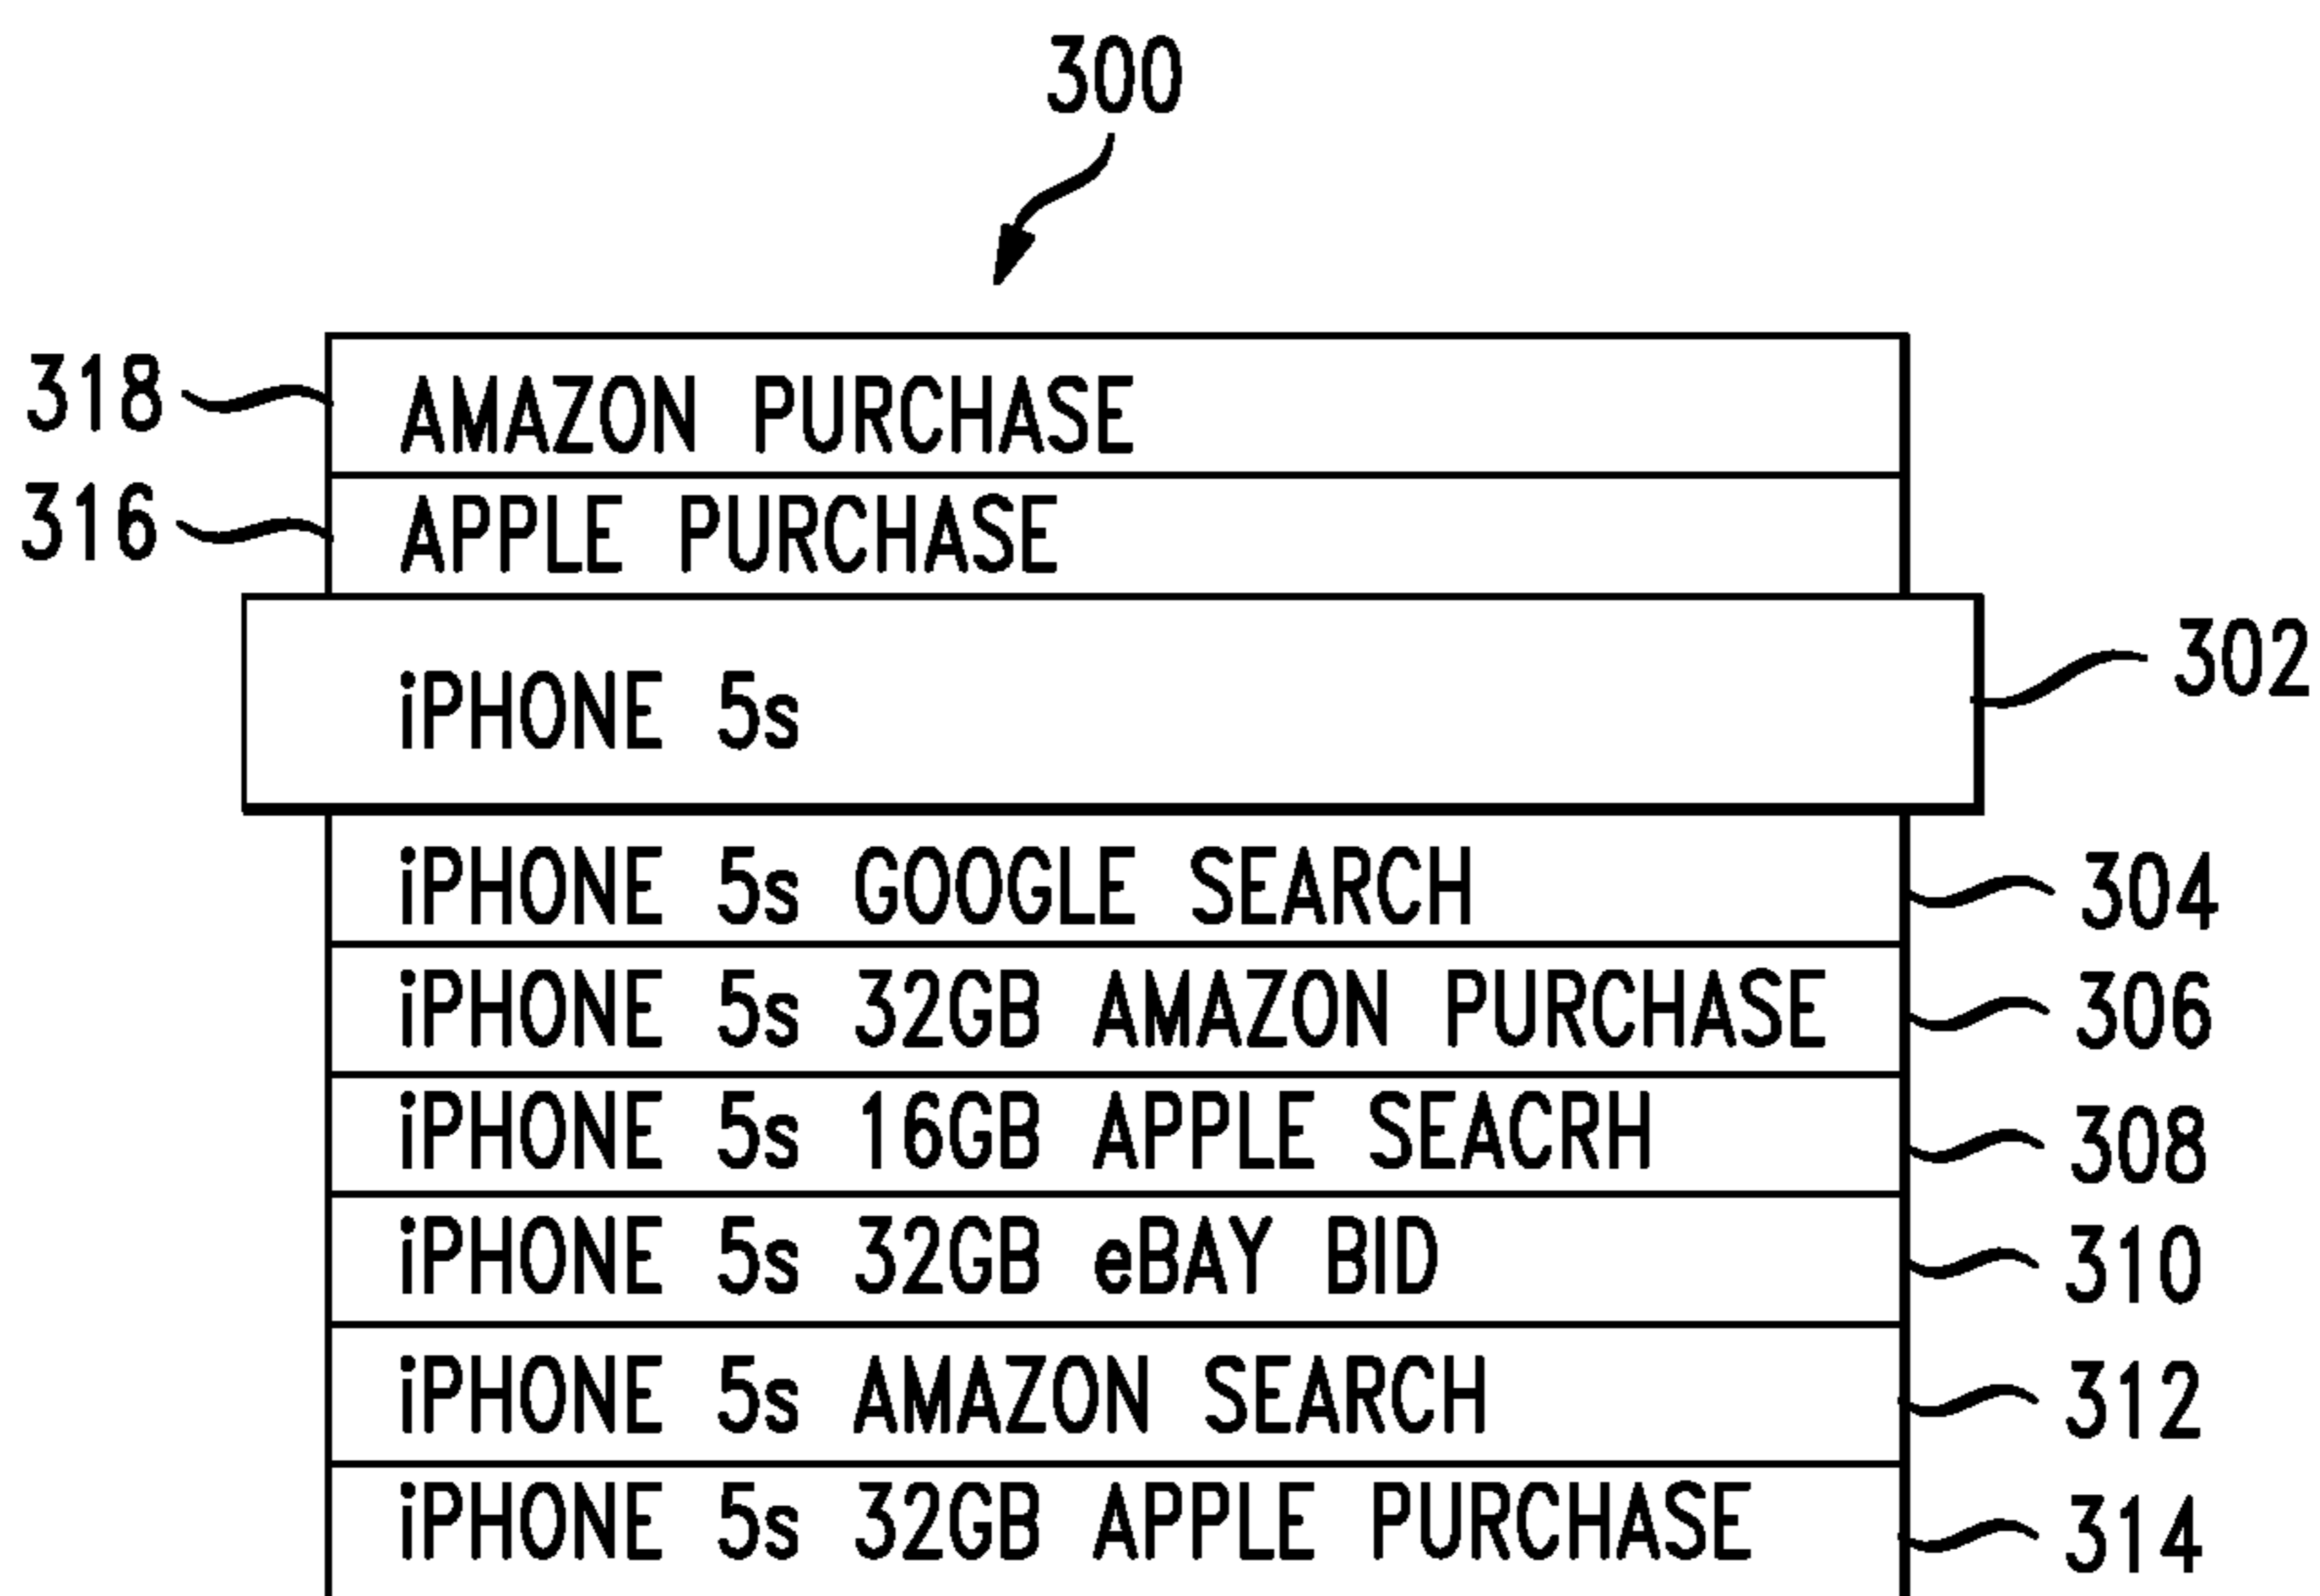 300
318 AMAZON PURCHASE
316 APPLE PURCHASE
iPHONE 5s 302
iPHONE 5s GOOGLE SEARCH 304
iPHONE 5s 32GB AMAZON PURCHASE 306
iPHONE 5s 16GB APPLE SEACRH 308
iPHONE 5s 32GB eBAY BID 310
iPHONE 5s AMAZON SEARCH 312
iPHONE 5s 32GB APPLE PURCHASE 314